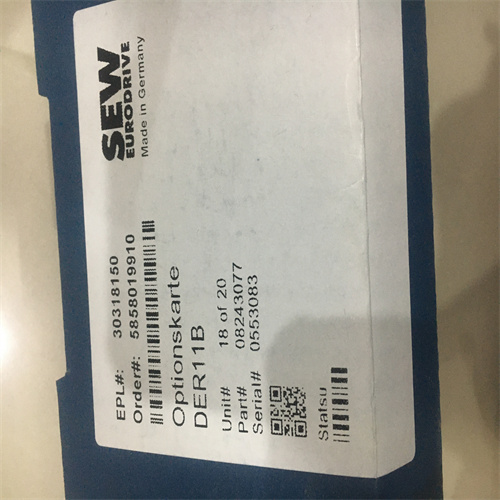 SEW
EURODRIVE
Made in Germany
EPL#: 30318150
Order#: 5858019910
Optionskarte
DER11B
Unit# 18 of 20
Part# 08243077
Serial# 0553083
Statsu